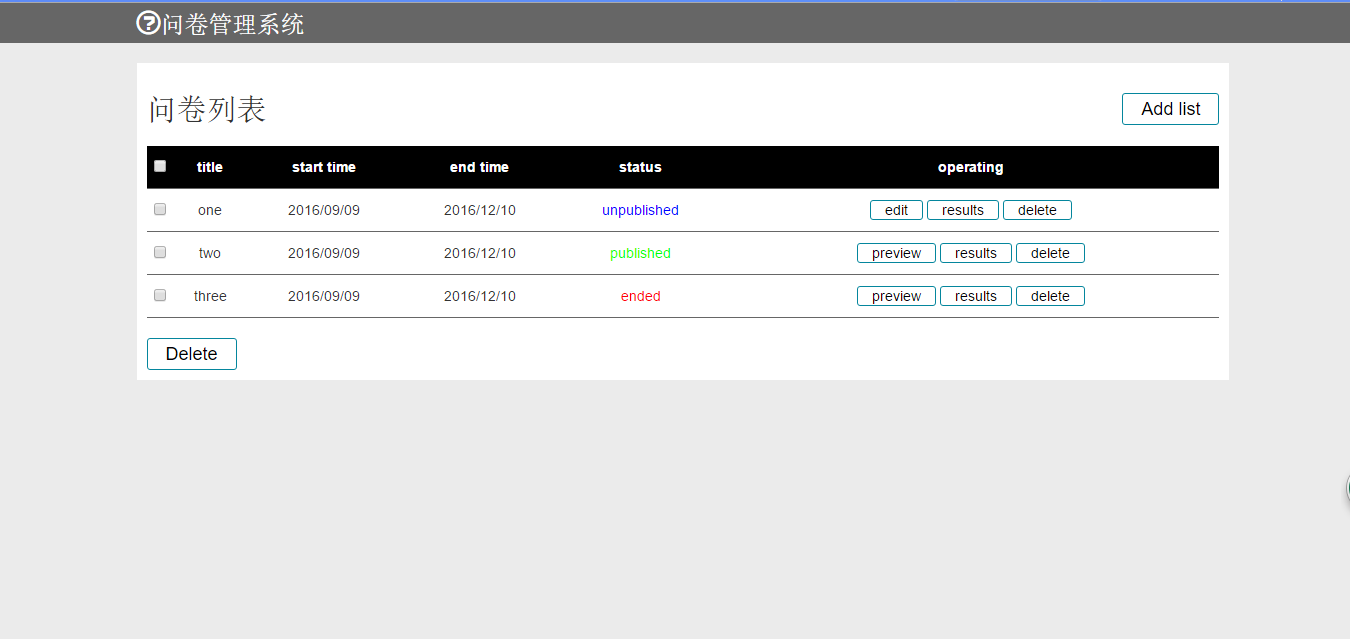 问卷管理系统
问卷列表 Add list
title start time end time status operating
one 2016/09/09 2016/12/10 unpublished edit results delete
two 2016/09/09 2016/12/10 published preview results delete
three 2016/09/09 2016/12/10 ended preview results delete
Delete